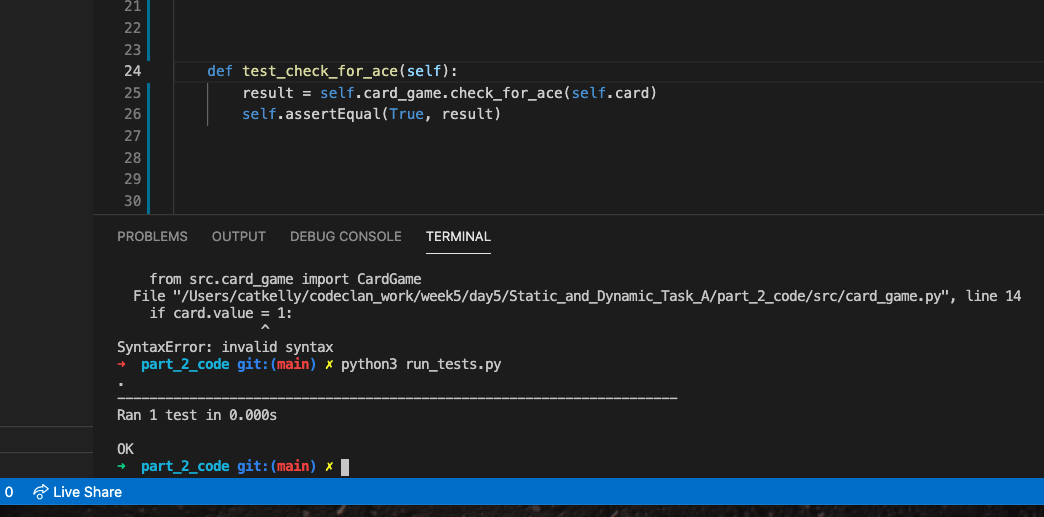 21
22
23
24 def test_check_for_ace(self):
25 result = self.card_game.check_for_ace(self.card)
26 self.assertEqual(True, result)
27
28
29
30
PROBLEMS OUTPUT DEBUG CONSOLE TERMINAL
from src.card_game import CardGame
File "/Users/catkelly/codeclan_work/week5/day5/Static_and_Dynamic_Task_A/part_2_code/src/card_game.py", line 14
if card.value = 1:
^
SyntaxError: invalid syntax
→ part_2_code git:(main) ✗ python3 run_tests.py
.
----------------------------------------------------------------------
Ran 1 test in 0.000s
OK
→ part_2_code git:(main) ✗
0 Live Share